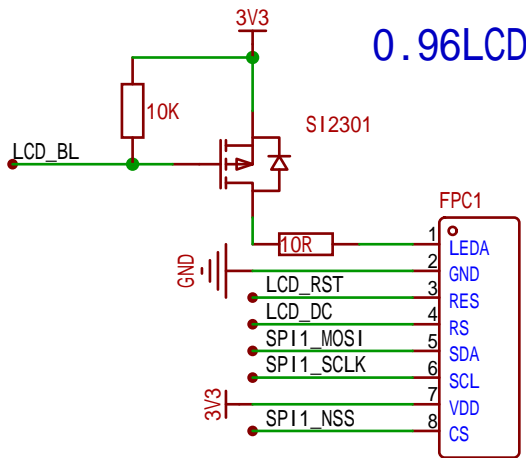 3V3
0.96LCD
10K
SI2301
LCD_BL
FPC1
10R
1
LEDA
GND
2
GND
LCD_RST
3
RES
LCD_DC
4
RS
SPI1_MOSI
5
SDA
SPI1_SCLK
6
SCL
3V3
7
VDD
SPI1_NSS
8
CS